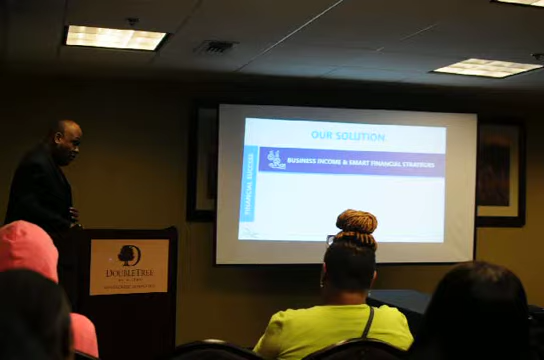 OUR SOLUTION
BUSINESS INCOME & SMART FINANCIAL STRATEGIES
FINANCIAL SUCCESS
D
DOUBLETREE